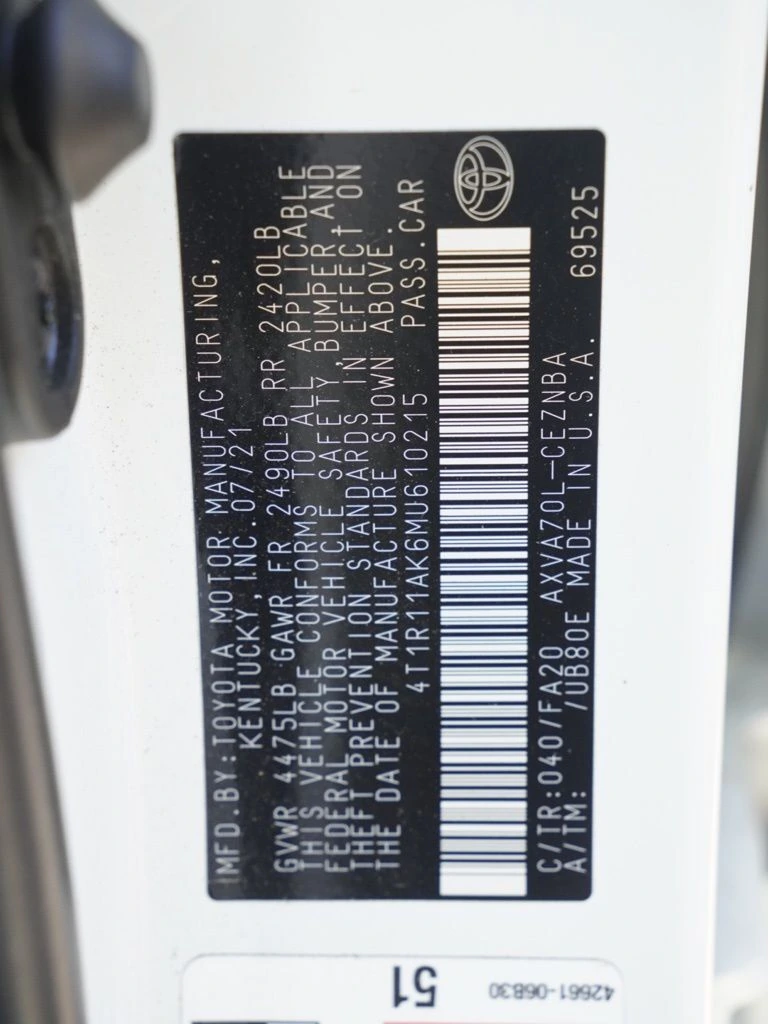 MFD.BY:TOYOTA MOTOR MANUFACTURING,
KENTUCKY,INC.07/21
GVWR 4475LB GAWR FR 2490LB RR 2420LB
THIS VEHICLE CONFORMS TO ALL APPLICABLE
FEDERAL MOTOR VEHICLE SAFETY,BUMPER,AND
THEFT PREVENTION STANDARDS IN EFFECT ON
THE DATE OF MANUFACTURE SHOWN ABOVE.
4T1R11AK6MU610215 PASS.CAR
C/TR:040/FA20 AXVA70L-CEZNBA
A/TM: /UB80E MADE IN U.S.A. 69525
51
42661-06B30